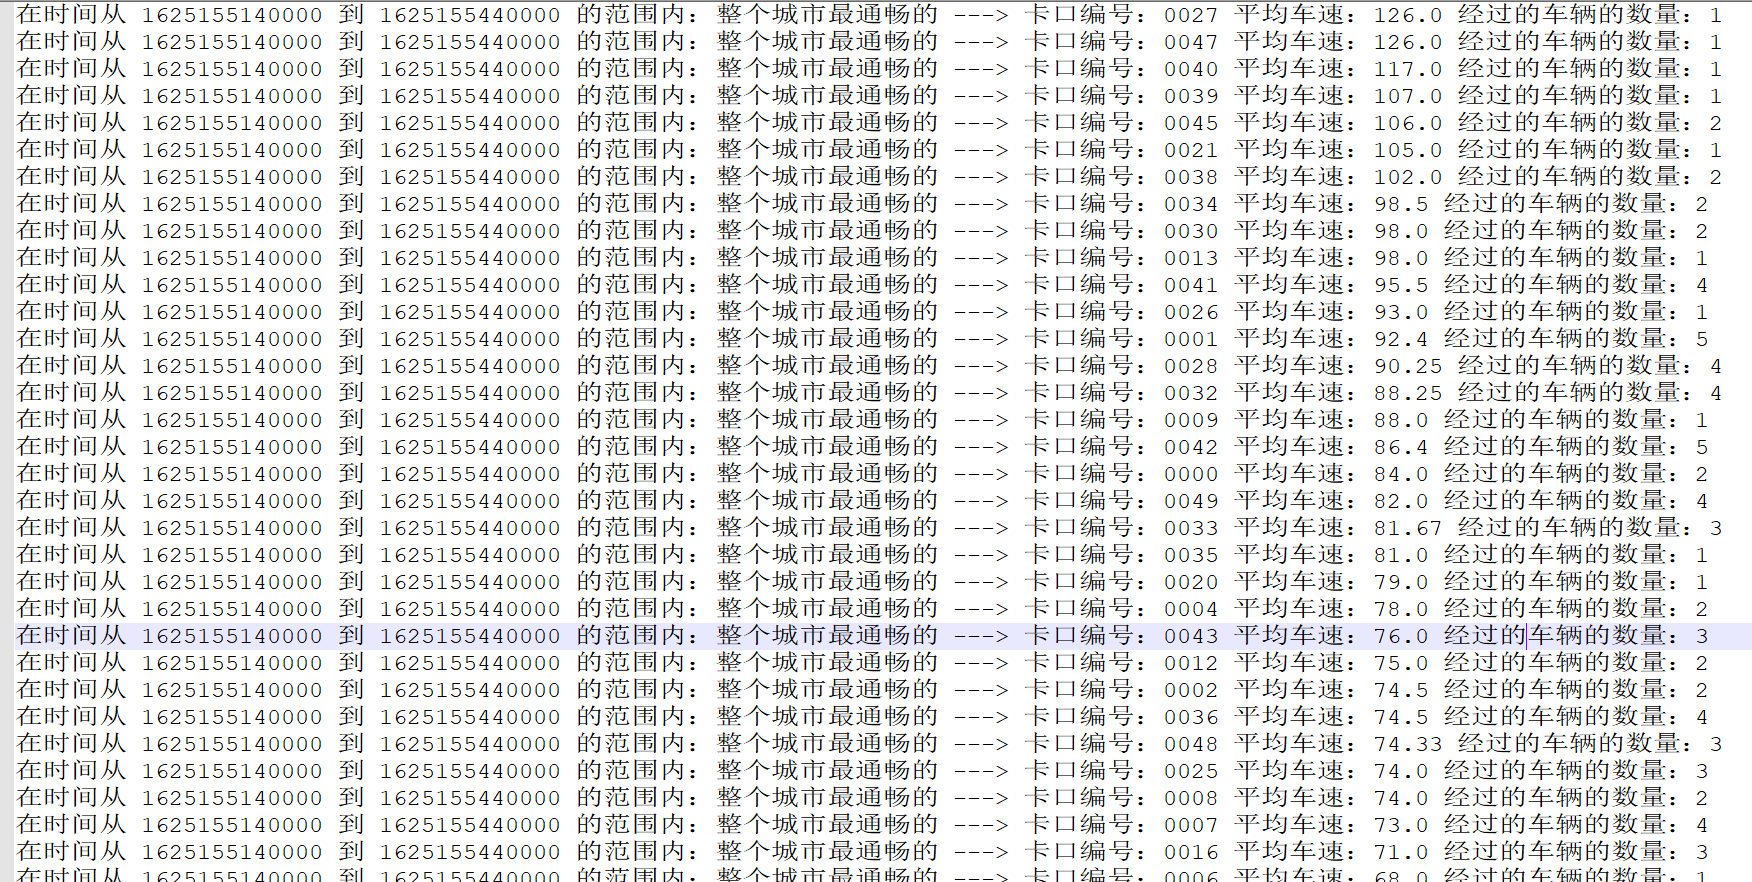 在时间从 1625155140000 到 1625155440000 的范围内：整个城市最通畅的 ---> 卡口编号：0027 平均车速：126.0 经过的车辆的数量：1
在时间从 1625155140000 到 1625155440000 的范围内：整个城市最通畅的 ---> 卡口编号：0047 平均车速：126.0 经过的车辆的数量：1
在时间从 1625155140000 到 1625155440000 的范围内：整个城市最通畅的 ---> 卡口编号：0040 平均车速：117.0 经过的车辆的数量：1
在时间从 1625155140000 到 1625155440000 的范围内：整个城市最通畅的 ---> 卡口编号：0039 平均车速：107.0 经过的车辆的数量：1
在时间从 1625155140000 到 1625155440000 的范围内：整个城市最通畅的 ---> 卡口编号：0045 平均车速：106.0 经过的车辆的数量：2
在时间从 1625155140000 到 1625155440000 的范围内：整个城市最通畅的 ---> 卡口编号：0021 平均车速：105.0 经过的车辆的数量：1
在时间从 1625155140000 到 1625155440000 的范围内：整个城市最通畅的 ---> 卡口编号：0038 平均车速：102.0 经过的车辆的数量：2
在时间从 1625155140000 到 1625155440000 的范围内：整个城市最通畅的 ---> 卡口编号：0034 平均车速：98.5 经过的车辆的数量：2
在时间从 1625155140000 到 1625155440000 的范围内：整个城市最通畅的 ---> 卡口编号：0030 平均车速：98.0 经过的车辆的数量：2
在时间从 1625155140000 到 1625155440000 的范围内：整个城市最通畅的 ---> 卡口编号：0013 平均车速：98.0 经过的车辆的数量：1
在时间从 1625155140000 到 1625155440000 的范围内：整个城市最通畅的 ---> 卡口编号：0041 平均车速：95.5 经过的车辆的数量：4
在时间从 1625155140000 到 1625155440000 的范围内：整个城市最通畅的 ---> 卡口编号：0026 平均车速：93.0 经过的车辆的数量：1
在时间从 1625155140000 到 1625155440000 的范围内：整个城市最通畅的 ---> 卡口编号：0001 平均车速：92.4 经过的车辆的数量：5
在时间从 1625155140000 到 1625155440000 的范围内：整个城市最通畅的 ---> 卡口编号：0028 平均车速：90.25 经过的车辆的数量：4
在时间从 1625155140000 到 1625155440000 的范围内：整个城市最通畅的 ---> 卡口编号：0032 平均车速：88.25 经过的车辆的数量：4
在时间从 1625155140000 到 1625155440000 的范围内：整个城市最通畅的 ---> 卡口编号：0009 平均车速：88.0 经过的车辆的数量：1
在时间从 1625155140000 到 1625155440000 的范围内：整个城市最通畅的 ---> 卡口编号：0042 平均车速：86.4 经过的车辆的数量：5
在时间从 1625155140000 到 1625155440000 的范围内：整个城市最通畅的 ---> 卡口编号：0000 平均车速：84.0 经过的车辆的数量：2
在时间从 1625155140000 到 1625155440000 的范围内：整个城市最通畅的 ---> 卡口编号：0049 平均车速：82.0 经过的车辆的数量：4
在时间从 1625155140000 到 1625155440000 的范围内：整个城市最通畅的 ---> 卡口编号：0033 平均车速：81.67 经过的车辆的数量：3
在时间从 1625155140000 到 1625155440000 的范围内：整个城市最通畅的 ---> 卡口编号：0035 平均车速：81.0 经过的车辆的数量：1
在时间从 1625155140000 到 1625155440000 的范围内：整个城市最通畅的 ---> 卡口编号：0020 平均车速：79.0 经过的车辆的数量：1
在时间从 1625155140000 到 1625155440000 的范围内：整个城市最通畅的 ---> 卡口编号：0004 平均车速：78.0 经过的车辆的数量：2
在时间从 1625155140000 到 1625155440000 的范围内：整个城市最通畅的 ---> 卡口编号：0043 平均车速：76.0 经过的车辆的数量：3
在时间从 1625155140000 到 1625155440000 的范围内：整个城市最通畅的 ---> 卡口编号：0012 平均车速：75.0 经过的车辆的数量：2
在时间从 1625155140000 到 1625155440000 的范围内：整个城市最通畅的 ---> 卡口编号：0002 平均车速：74.5 经过的车辆的数量：2
在时间从 1625155140000 到 1625155440000 的范围内：整个城市最通畅的 ---> 卡口编号：0036 平均车速：74.5 经过的车辆的数量：4
在时间从 1625155140000 到 1625155440000 的范围内：整个城市最通畅的 ---> 卡口编号：0048 平均车速：74.33 经过的车辆的数量：3
在时间从 1625155140000 到 1625155440000 的范围内：整个城市最通畅的 ---> 卡口编号：0025 平均车速：74.0 经过的车辆的数量：3
在时间从 1625155140000 到 1625155440000 的范围内：整个城市最通畅的 ---> 卡口编号：0008 平均车速：74.0 经过的车辆的数量：2
在时间从 1625155140000 到 1625155440000 的范围内：整个城市最通畅的 ---> 卡口编号：0007 平均车速：73.0 经过的车辆的数量：4
在时间从 1625155140000 到 1625155440000 的范围内：整个城市最通畅的 ---> 卡口编号：0016 平均车速：71.0 经过的车辆的数量：3
在时间从 1625155140000 到 1625155440000 的范围内：整个城市最通畅的 ---> 卡口编号：0006 平均车速：68.0 经过的车辆的数量：1